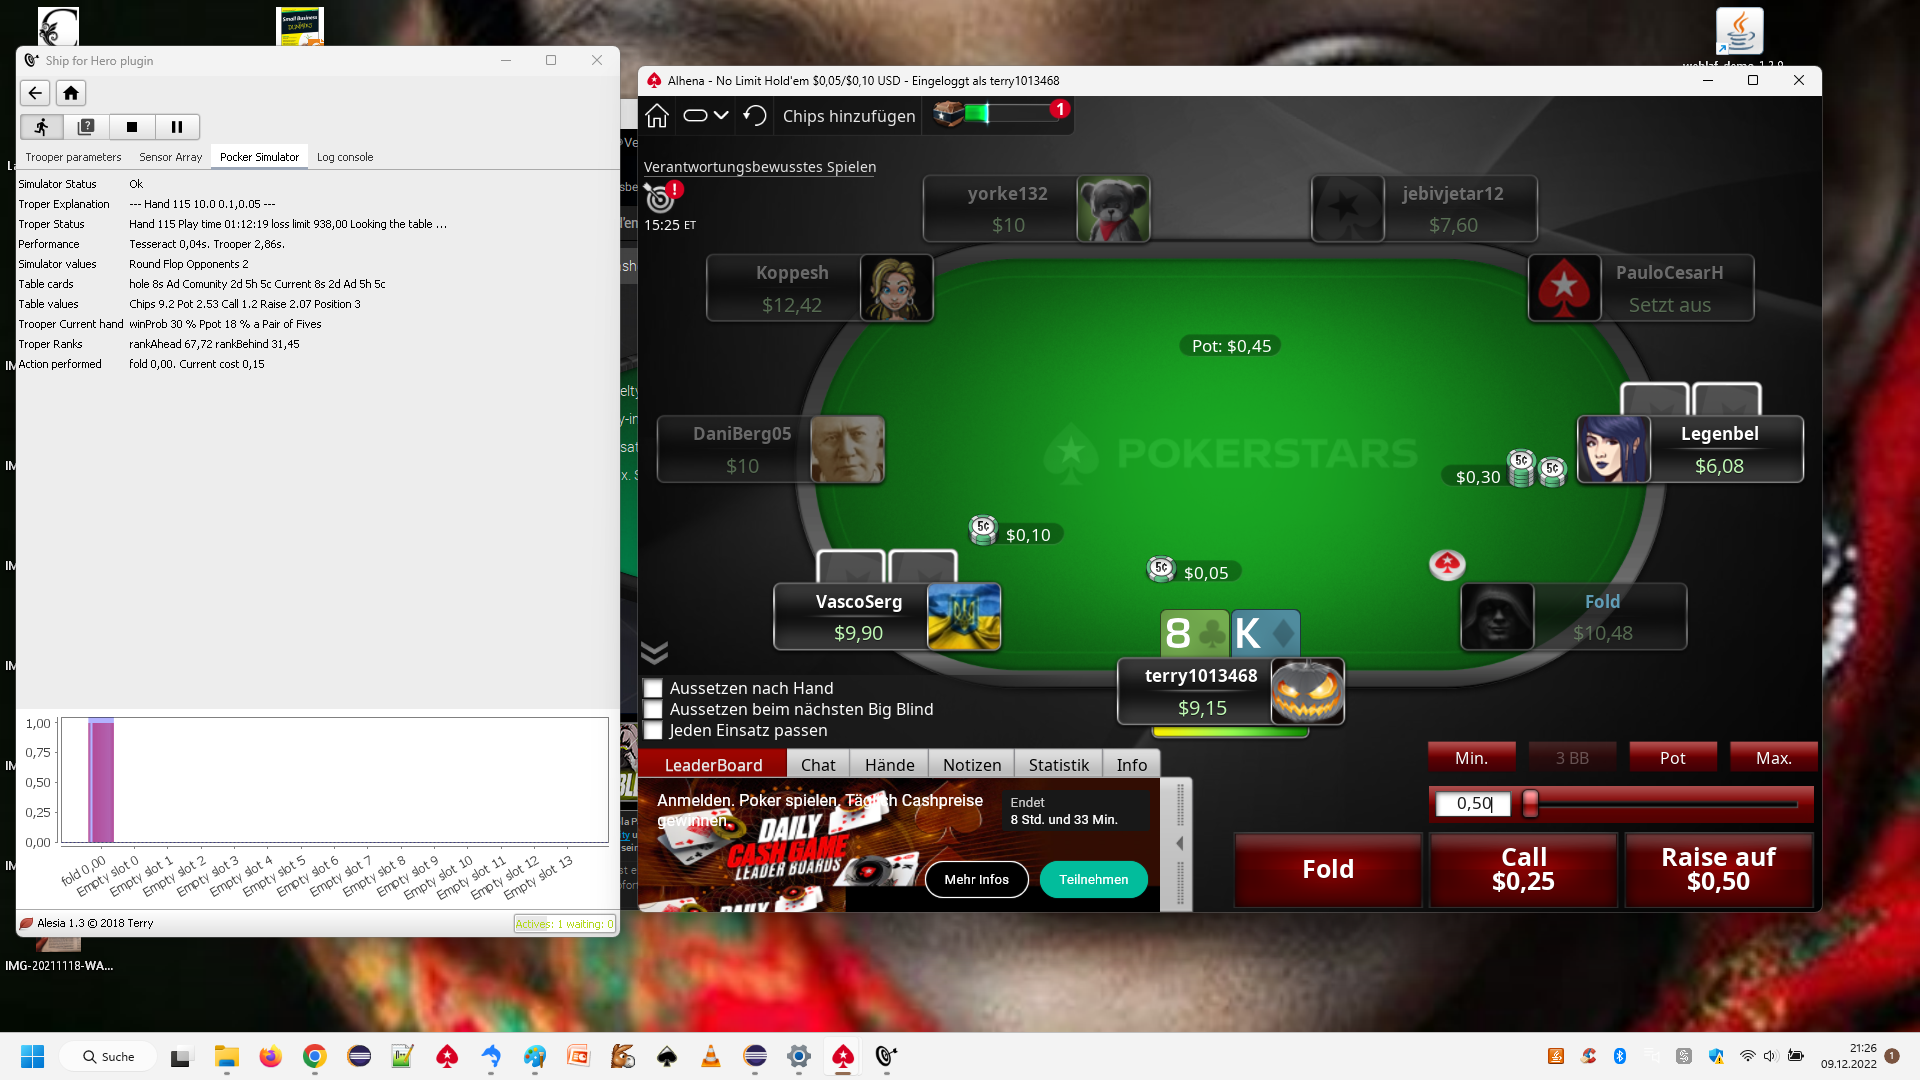 Small Business
DUMMIES
Ship for Hero plugin
Trooper parameters
Sensor Array
Pocker Simulator
Log console
Simulator Status Ok
Troper Explanation --- Hand 115 10.0 0.1,0.05 ---
Troper Status Hand 115 Play time 01:12:19 loss limit 938,00 Looking the table ...
Performance Tesseract 0,04s. Trooper 2,86s.
Simulator values Round Flop Opponents 2
Table cards hole 8s Ad Comunity 2d 5h 5c Current 8s 2d Ad 5h 5c
Table values Chips 9.2 Pot 2.53 Call 1.2 Raise 2.07 Position 3
Trooper Current hand winProb 30 % Ppot 18 % a Pair of Fives
Troper Ranks rankAhead 67,72 rankBehind 31,45
Action performed fold 0,00. Current cost 0,15
1,00
0,75
0,50
0,25
0,00
fold 0,00
Empty slot 0
Empty slot 1
Empty slot 2
Empty slot 3
Empty slot 4
Empty slot 5
Empty slot 6
Empty slot 7
Empty slot 8
Empty slot 9
Empty slot 10
Empty slot 11
Empty slot 12
Empty slot 13
Alesia 1.3 © 2018 Terry
Actives: 1 waiting: 0
IMG-20211118-WA...
Alhena - No Limit Hold'em $0,05/$0,10 USD - Eingeloggt als terry1013468
Chips hinzufügen
1
Verantwortungsbewusstes Spielen
15:25 ET
yorke132
$10
jebivjetar12
$7,60
Koppesh
$12,42
PauloCesarH
Setzt aus
Pot: $0,45
DaniBerg05
$10
POKERSTARS
Legenbel
$6,08
$0,30
5¢
5¢
5¢
$0,10
5¢
$0,05
VascoSerg
$9,90
8
K
Fold
$10,48
terry1013468
$9,15
Aussetzen nach Hand
Aussetzen beim nächsten Big Blind
Jeden Einsatz passen
LeaderBoard
Chat
Hände
Notizen
Statistik
Info
Anmelden. Poker spielen. Täglich Cashpreise
gewinnen.
Endet
8 Std. und 33 Min.
DAILY
CASH GAME
LEADER BOARDS
Mehr Infos
Teilnehmen
Min.
3 BB
Pot
Max.
0,50
Fold
Call
$0,25
Raise auf
$0,50
Suche
21:26
09.12.2022
1